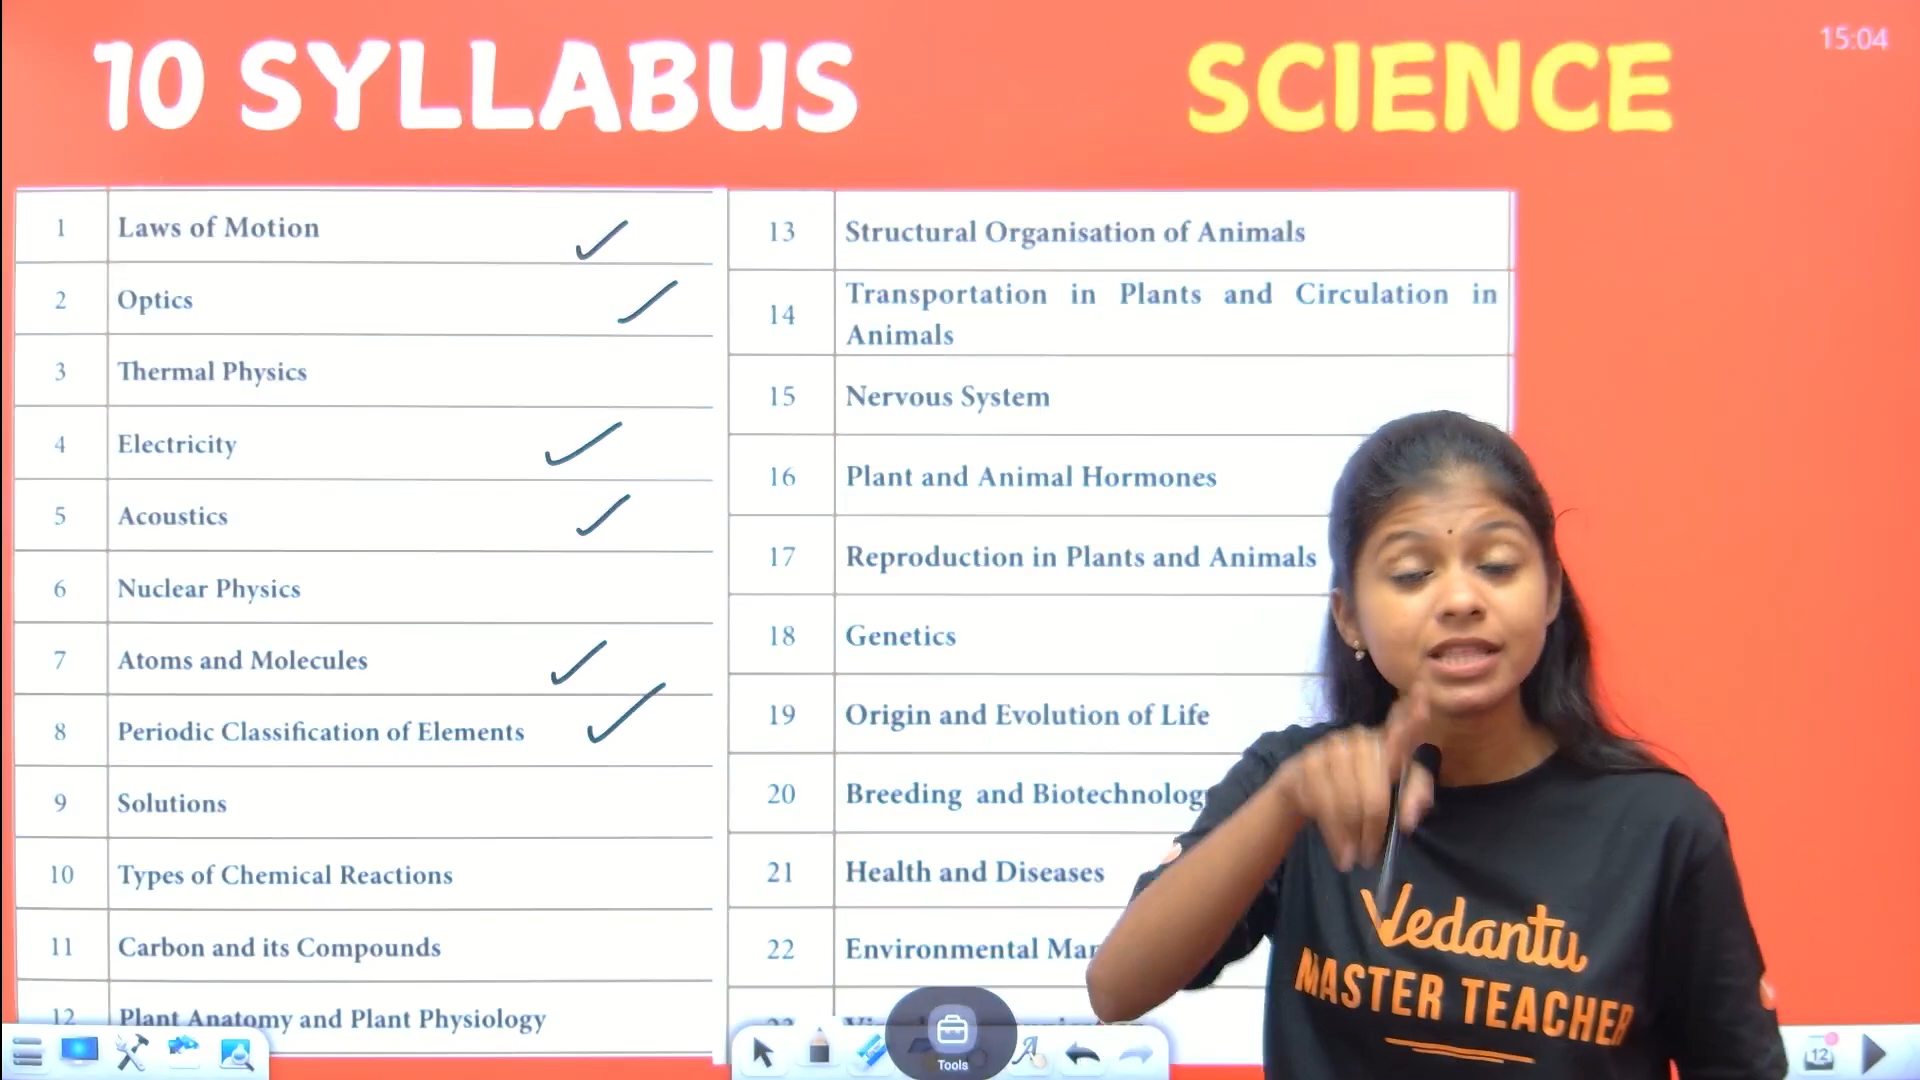 10 SYLLABUS
SCIENCE
15:04
1 Laws of Motion
2 Optics
3 Thermal Physics
4 Electricity
5 Acoustics
6 Nuclear Physics
7 Atoms and Molecules
8 Periodic Classification of Elements
9 Solutions
10 Types of Chemical Reactions
11 Carbon and its Compounds
12 Plant Anatomy and Plant Physiology
13 Structural Organisation of Animals
14 Transportation in Plants and Circulation in
Animals
15 Nervous System
16 Plant and Animal Hormones
17 Reproduction in Plants and Animals
18 Genetics
19 Origin and Evolution of Life
20 Breeding and Biotechnolog
21 Health and Diseases
22 Environmental
Vedantu
MASTER TEACHER
Tools
12